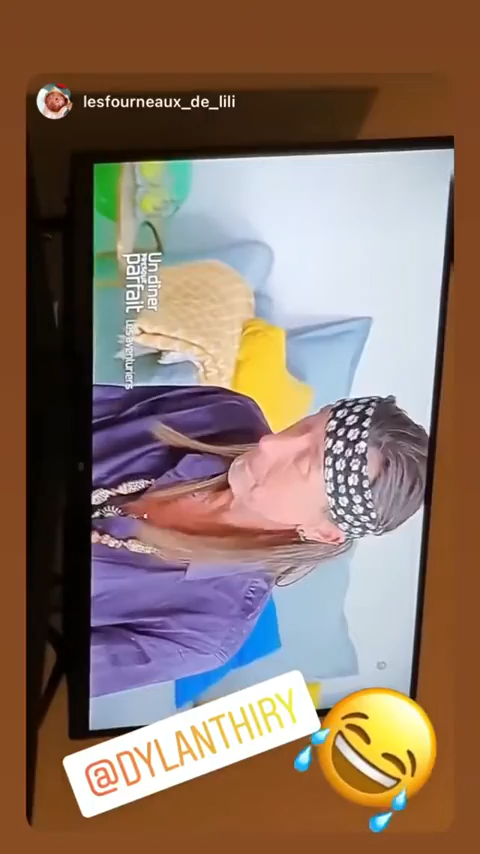 lesfourneaux_de_lili
Un dîner
presque
parfait
Les aventuriers
@DYLANTHIRY